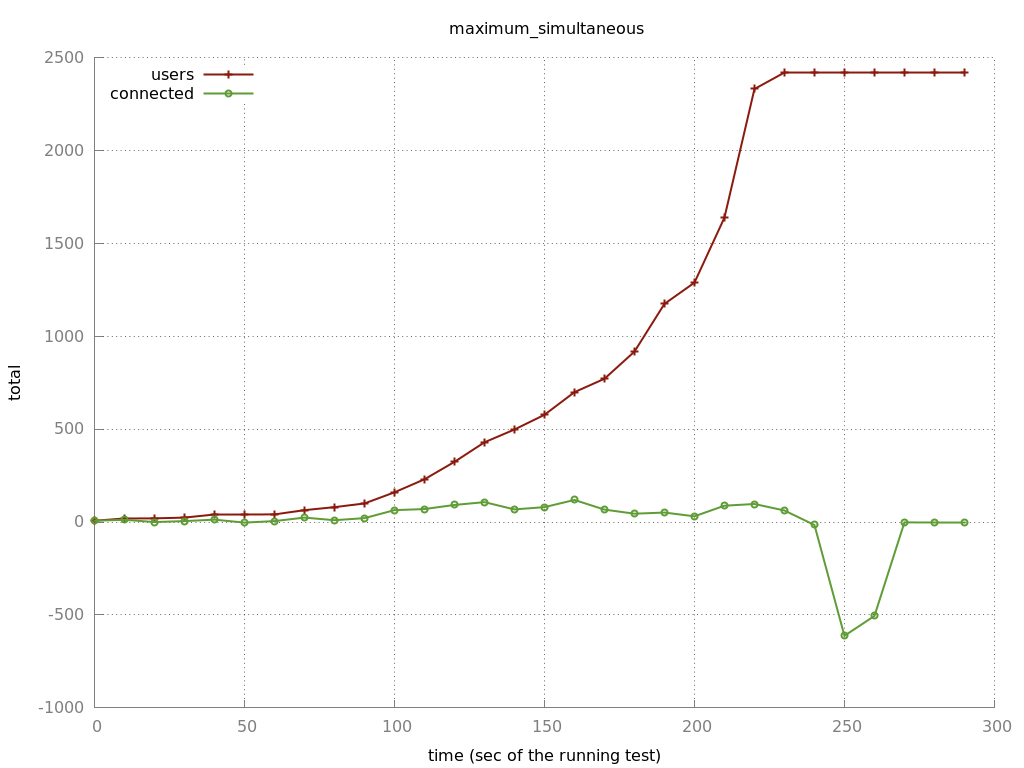 maximum_simultaneous
2500
users
connected
2000
1500
1000
total
500
0
-500
-1000
0 50 100 150 200 250 300
time (sec of the running test)